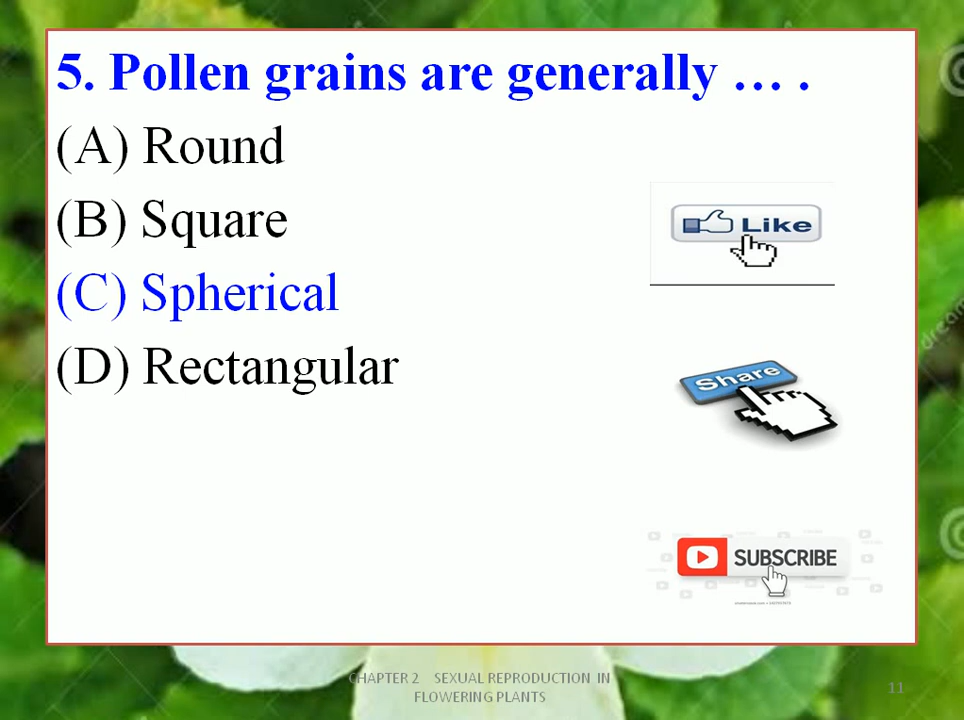 5. Pollen grains are generally … .
(A) Round
(B) Square
(C) Spherical
(D) Rectangular
Like
Share
SUBSCRIBE
CHAPTER 2 SEXUAL REPRODUCTION IN
FLOWERING PLANTS
11